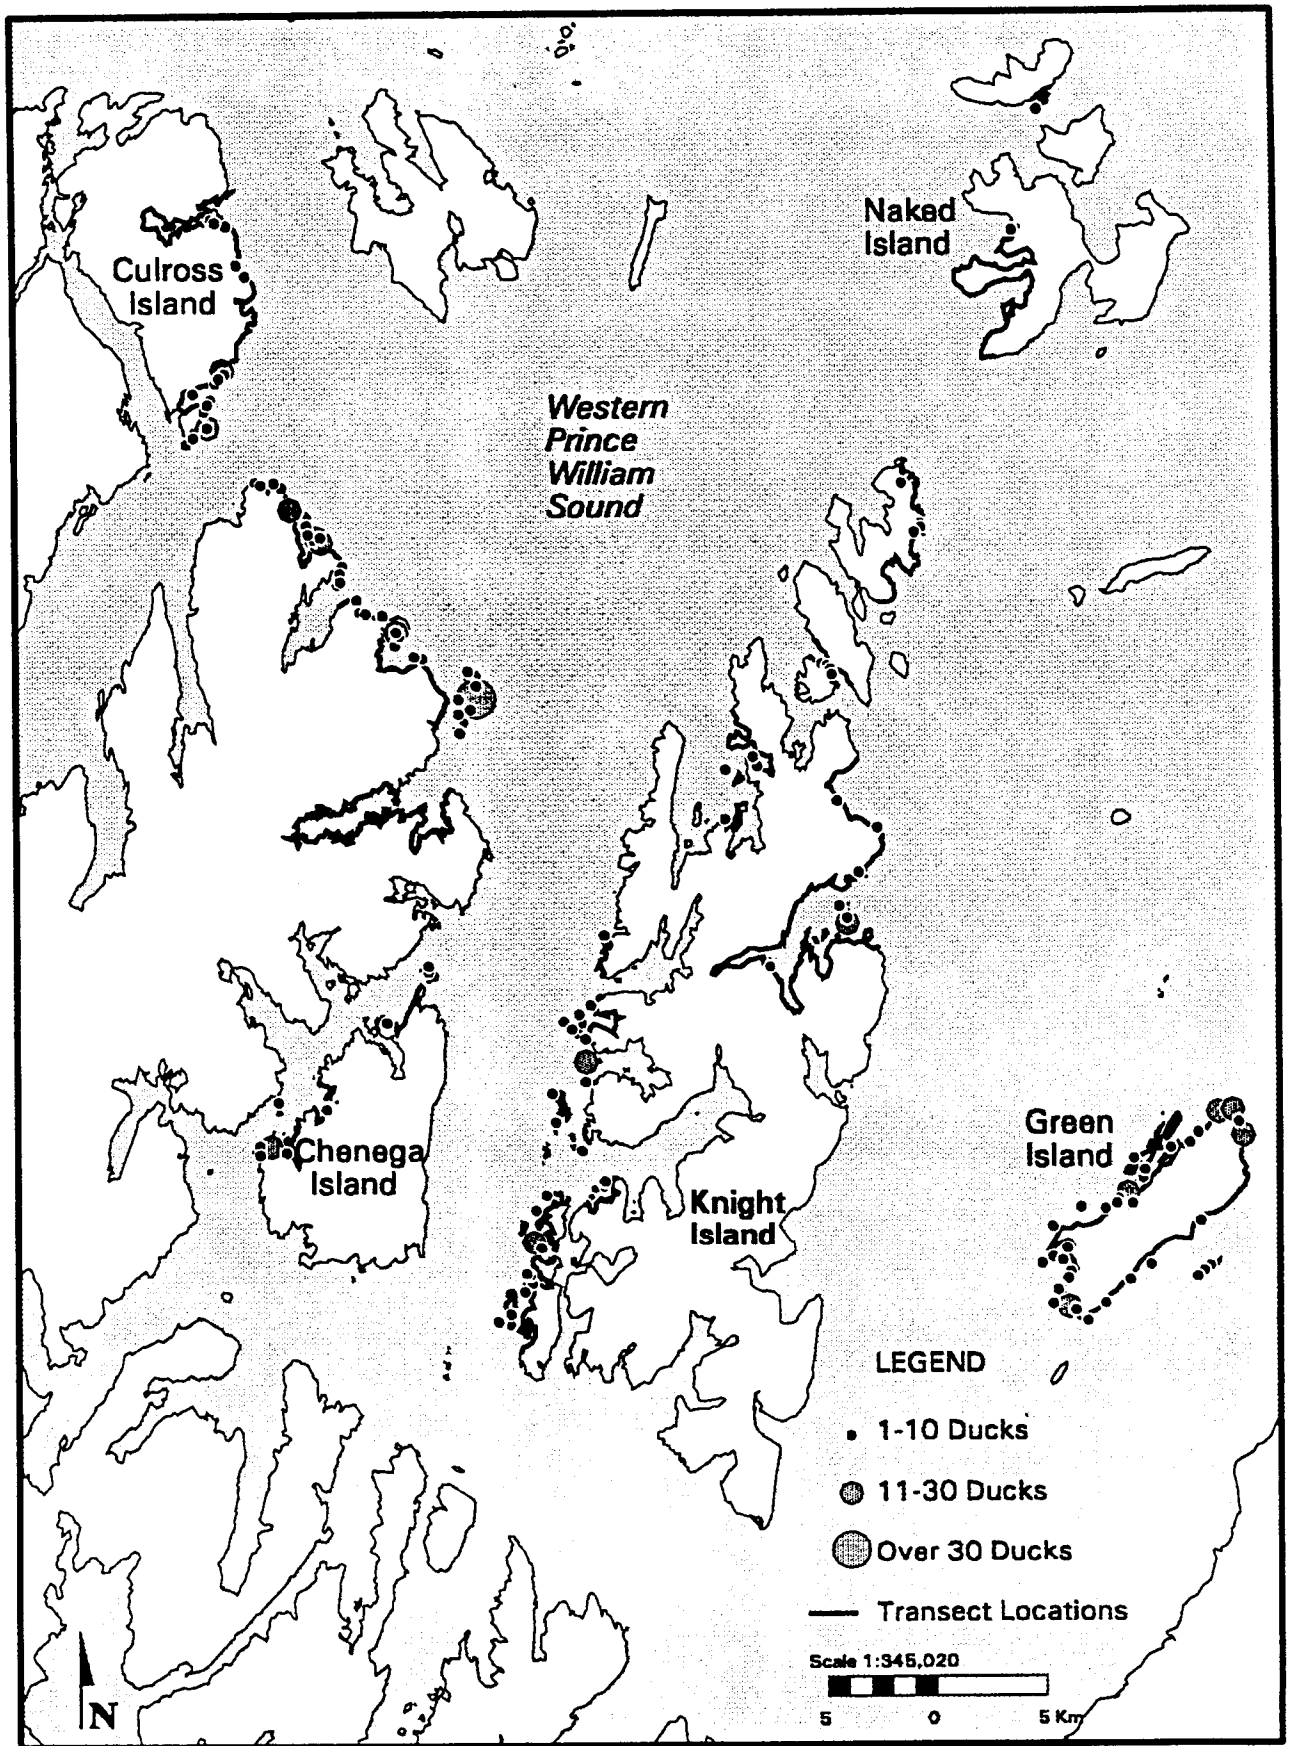 Naked
Island
Culross
Island
Western
Prince
William
Sound
Green
Island
Chenega
Island
Knight
Island
LEGEND
1-10 Ducks
11-30 Ducks
Over 30 Ducks
Transect Locations
Scale 1:345,020
5 0 5 Km
N